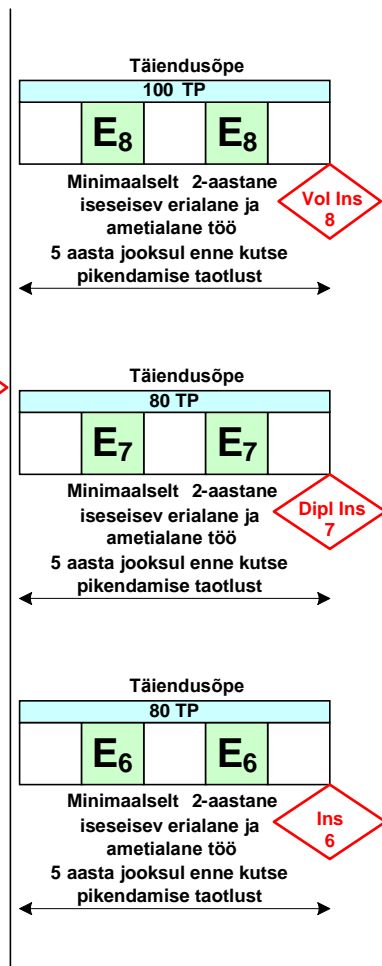 Täiendusõpe
100 TP
E8 E8
Minimaalselt 2-aastane
iseseisev erialane ja
ametialane töö
5 aasta jooksul enne kutse
pikendamise taotlust
Vol Ins
8
Täiendusõpe
80 TP
E7 E7
Minimaalselt 2-aastane
iseseisev erialane ja
ametialane töö
5 aasta jooksul enne kutse
pikendamise taotlust
Dipl Ins
7
Täiendusõpe
80 TP
E6 E6
Minimaalselt 2-aastane
iseseisev erialane ja
ametialane töö
5 aasta jooksul enne kutse
pikendamise taotlust
Ins
6